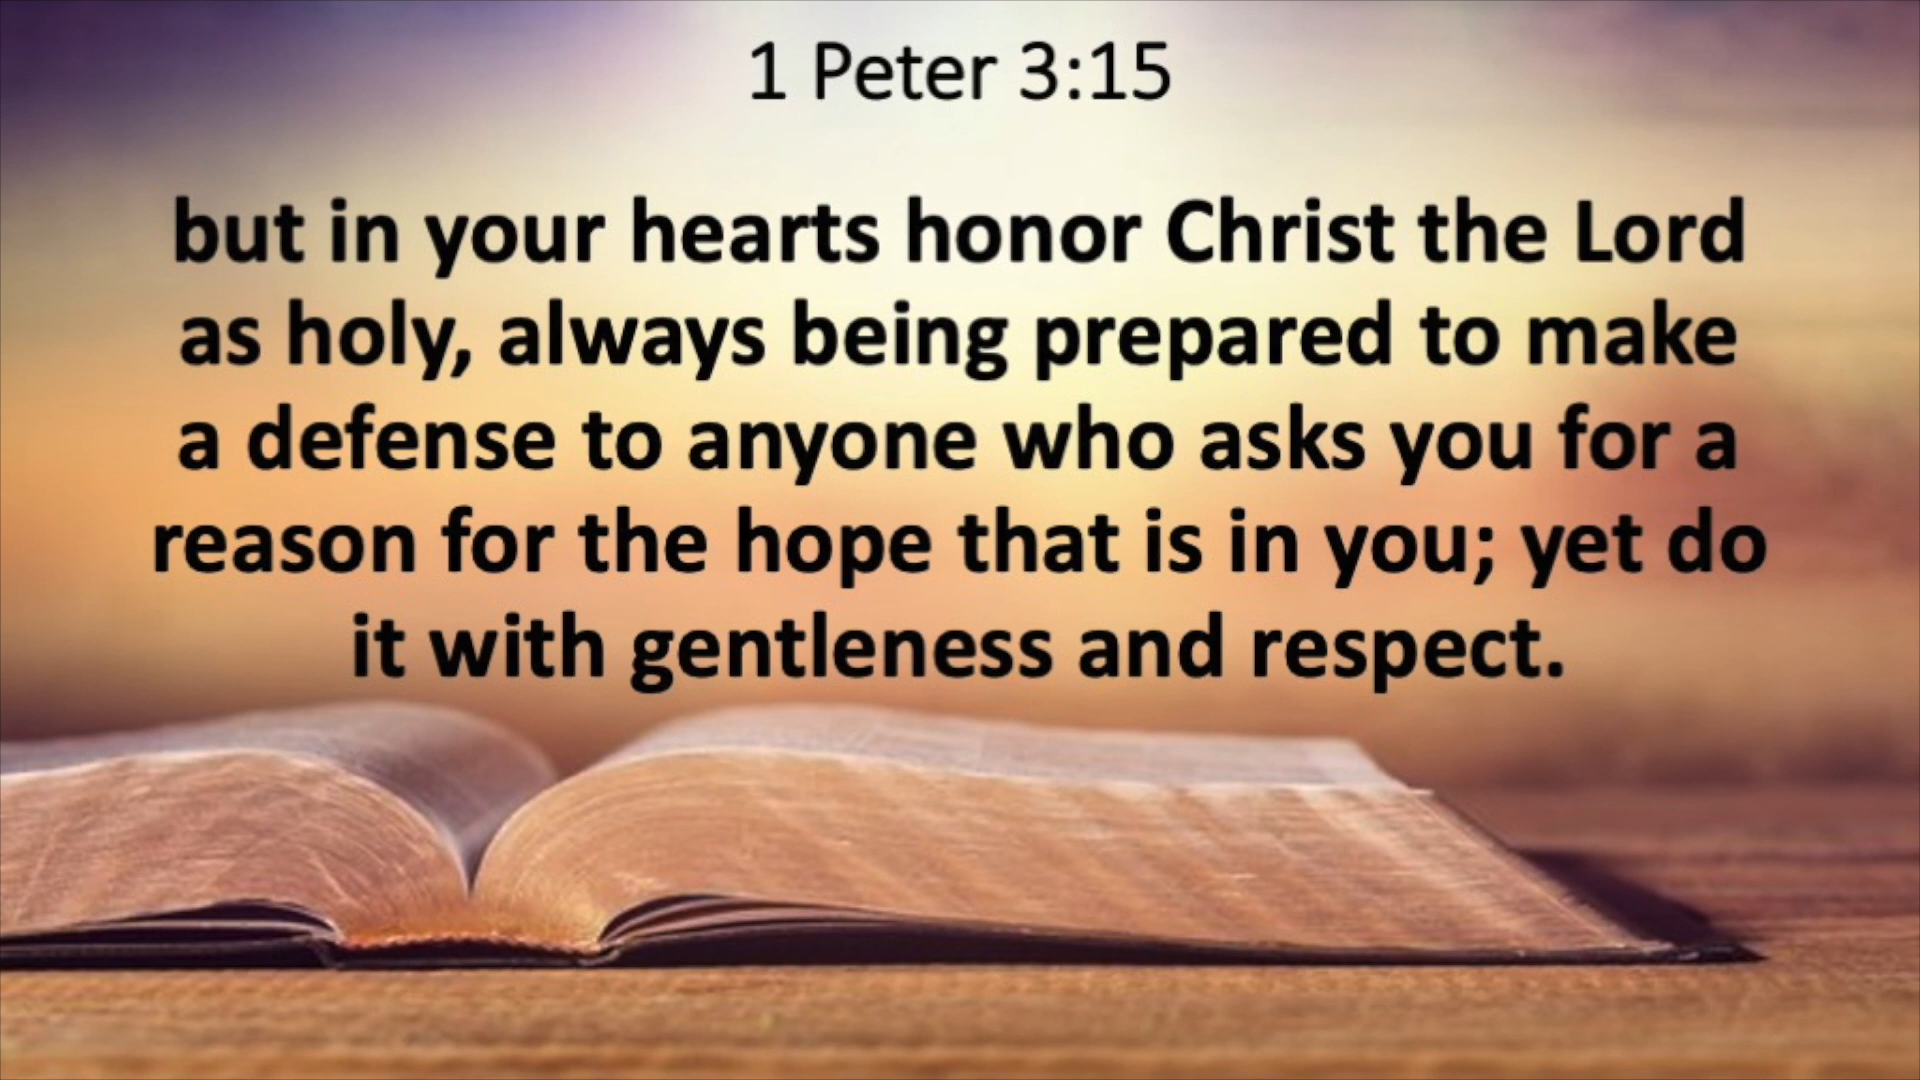 1 Peter 3:15
but in your hearts honor Christ the Lord
as holy, always being prepared to make
a defense to anyone who asks you for a
reason for the hope that is in you; yet do
it with gentleness and respect.